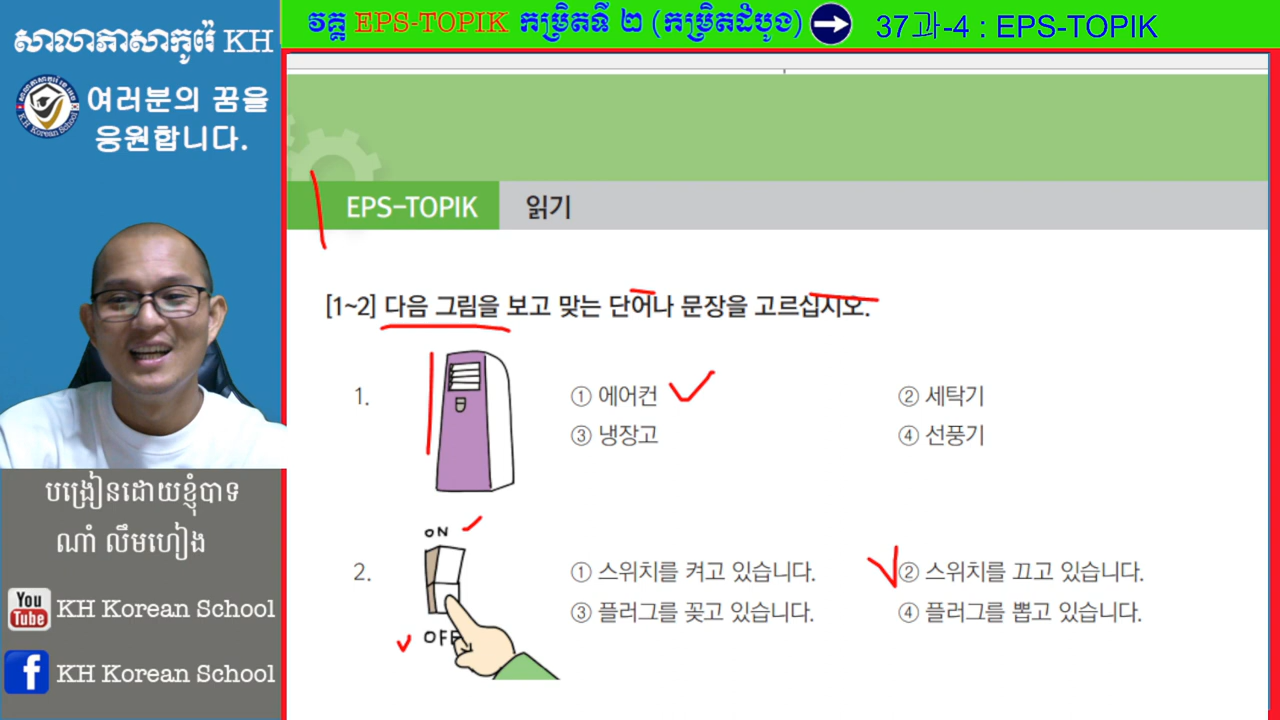 សាលាភាសាកូរ៉េ KH
វគ្គ EPS-TOPIK កម្រិតទី ២ (កម្រិតដំបូង)
37과-4 : EPS-TOPIK
여러분의 꿈을
응원합니다.
EPS-TOPIK 읽기
[1~2] 다음 그림을 보고 맞는 단어나 문장을 고르십시오.
1.
① 에어컨 ② 세탁기
③ 냉장고 ④ 선풍기
2.
ON
OFF
① 스위치를 켜고 있습니다. ② 스위치를 끄고 있습니다.
③ 플러그를 꽂고 있습니다. ④ 플러그를 뽑고 있습니다.
បង្រៀនដោយខ្ញុំបាទ
ណាំ លឹមហៀង
You Tube KH Korean School
f KH Korean School